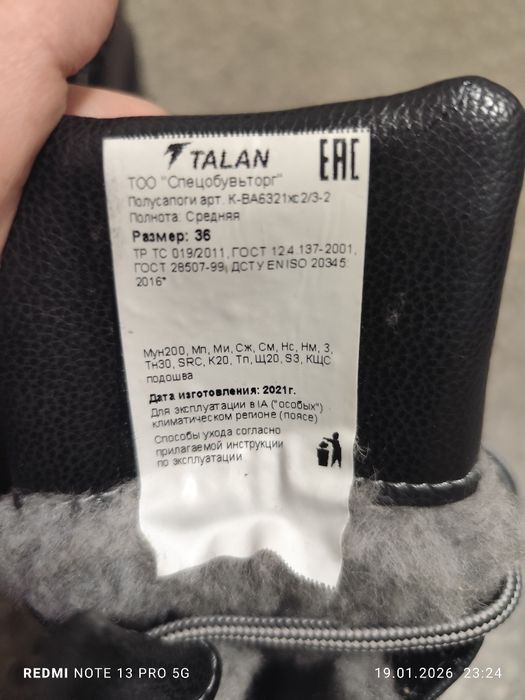 TALAN
EAC
ТОО "Спецобувьторг"
Полусапоги арт. К-ВА6321хс2/3-2
Полнота: Средняя
Размер: 36
ТР ТС 019/2011, ГОСТ 12.4.137-2001,
ГОСТ 28507-99, ДСТУ EN ISO 20345:
2016*
Мун200, Мп, Ми, Сж, См, Нс, Нм, З,
Тн30, SRC, К20, Тп, Щ20, S3, КЩС
подошва
Дата изготовления: 2021г.
Для эксплуатации в IA ("особых")
климатическом регионе (поясе)
Способы ухода согласно
прилагаемой инструкции
по эксплуатации
REDMI NOTE 13 PRO 5G
19.01.2026 23:24